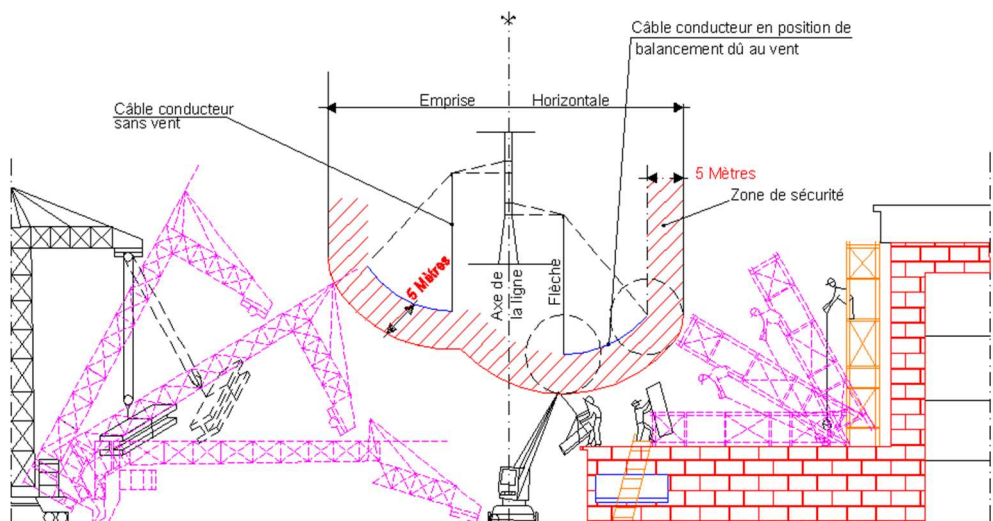 Câble conducteur en position de
balancement dû au vent
Emprise Horizontale
Câble conducteur
sans vent
5 Mètres
Zone de sécurité
5 Mètres
Axe de
la ligne
Flèche